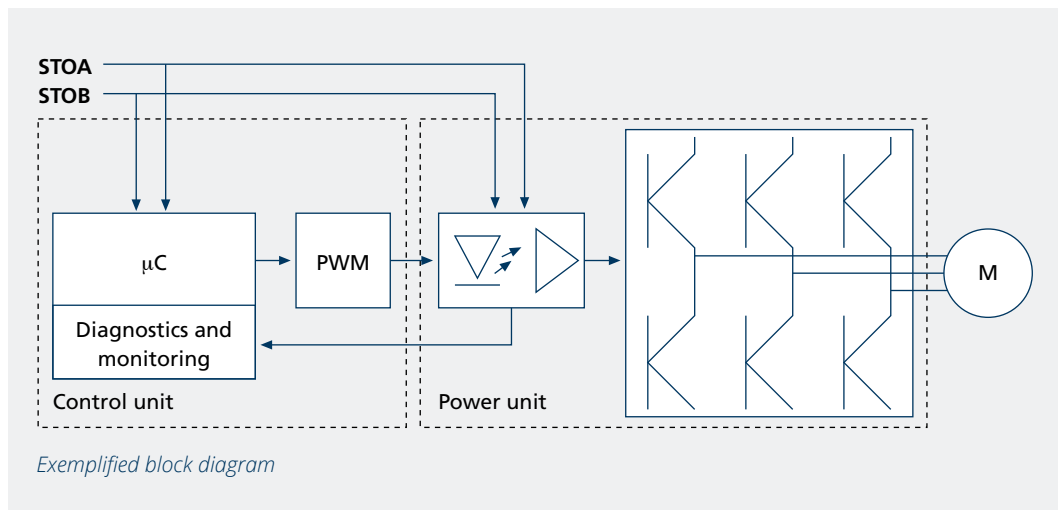 STOA
STOB
μC
PWM
M
Diagnostics and
monitoring
Control unit
Power unit
Exemplified block diagram